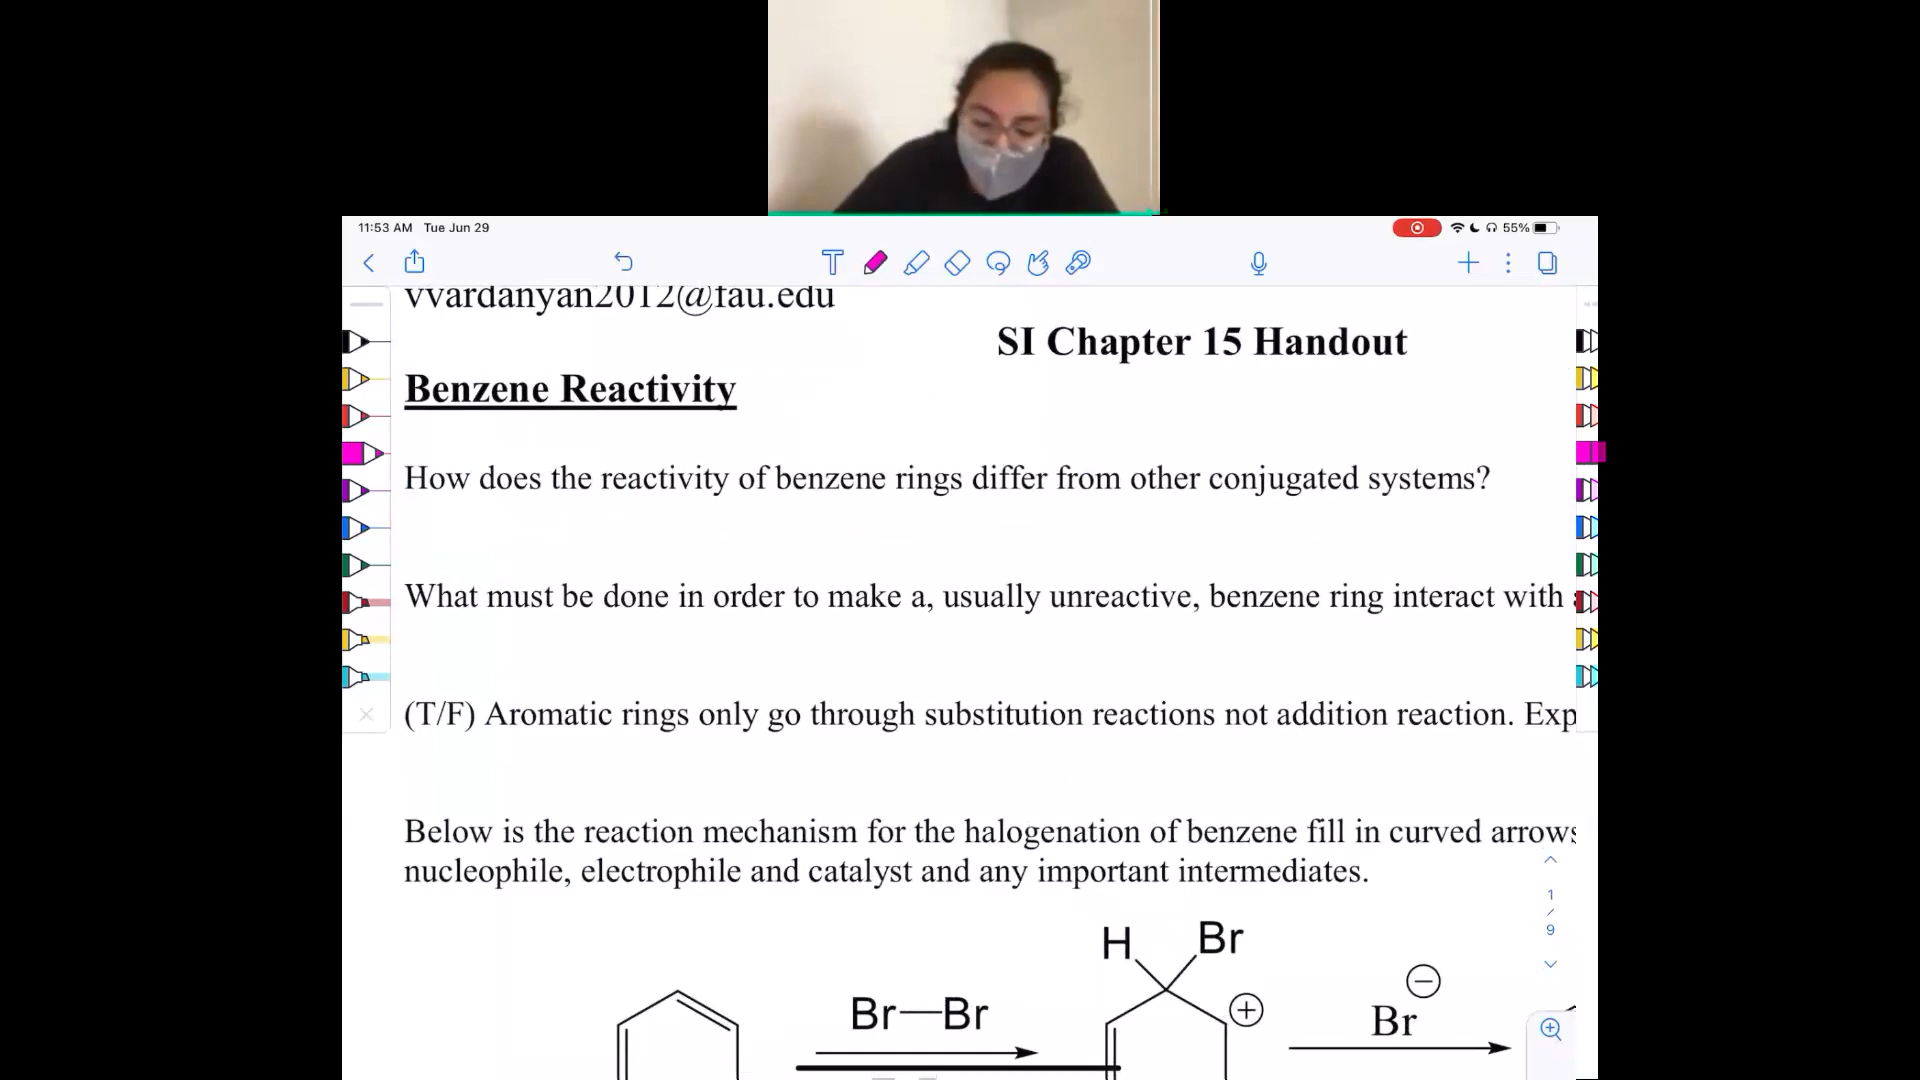 11:53 AM Tue Jun 29
55%
T
vvardanyan2012@fau.edu
SI Chapter 15 Handout
Benzene Reactivity
How does the reactivity of benzene rings differ from other conjugated systems?
What must be done in order to make a, usually unreactive, benzene ring interact with
(T/F) Aromatic rings only go through substitution reactions not addition reaction. Exp
Below is the reaction mechanism for the halogenation of benzene fill in curved arrows
nucleophile, electrophile and catalyst and any important intermediates.
1
/
9
H Br
Br—Br
+
−
Br